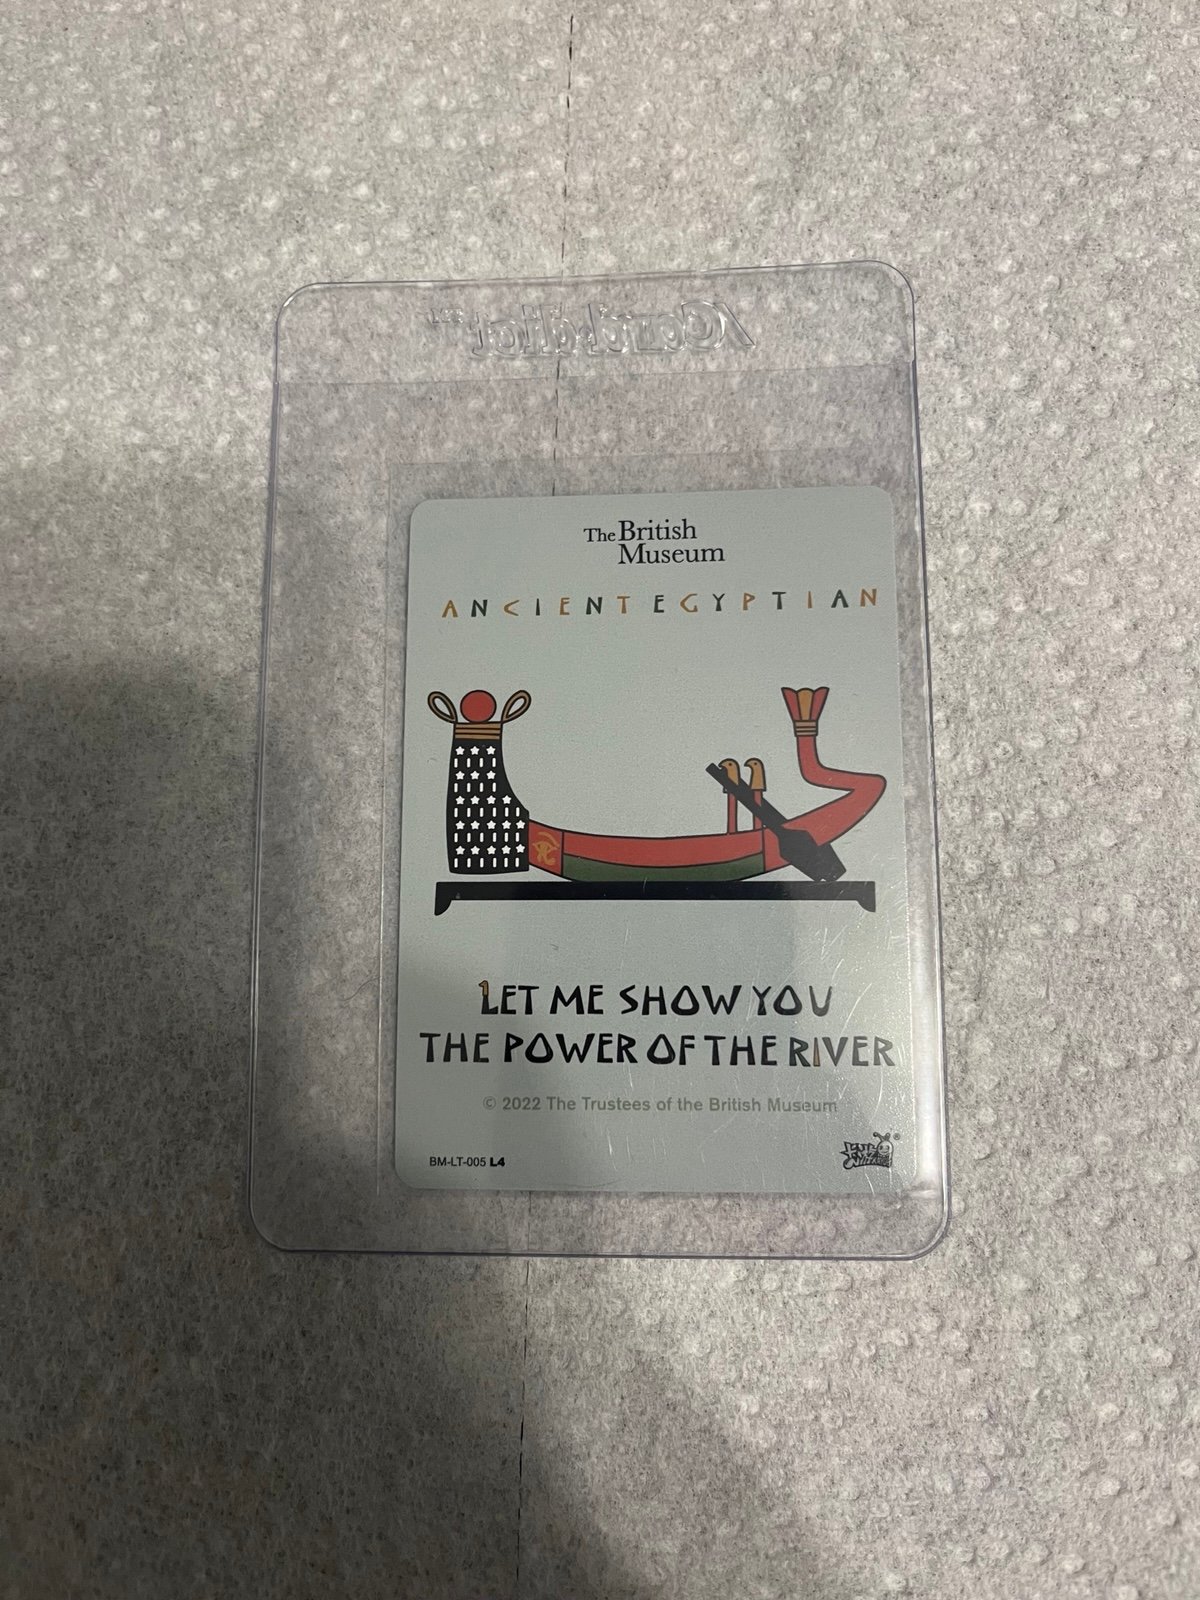 The British
Museum
ANCIENT EGYPTIAN
LET ME SHOW YOU
THE POWER OF THE RIVER
© 2022 The Trustees of the British Museum
BM-LT-005 L4
®